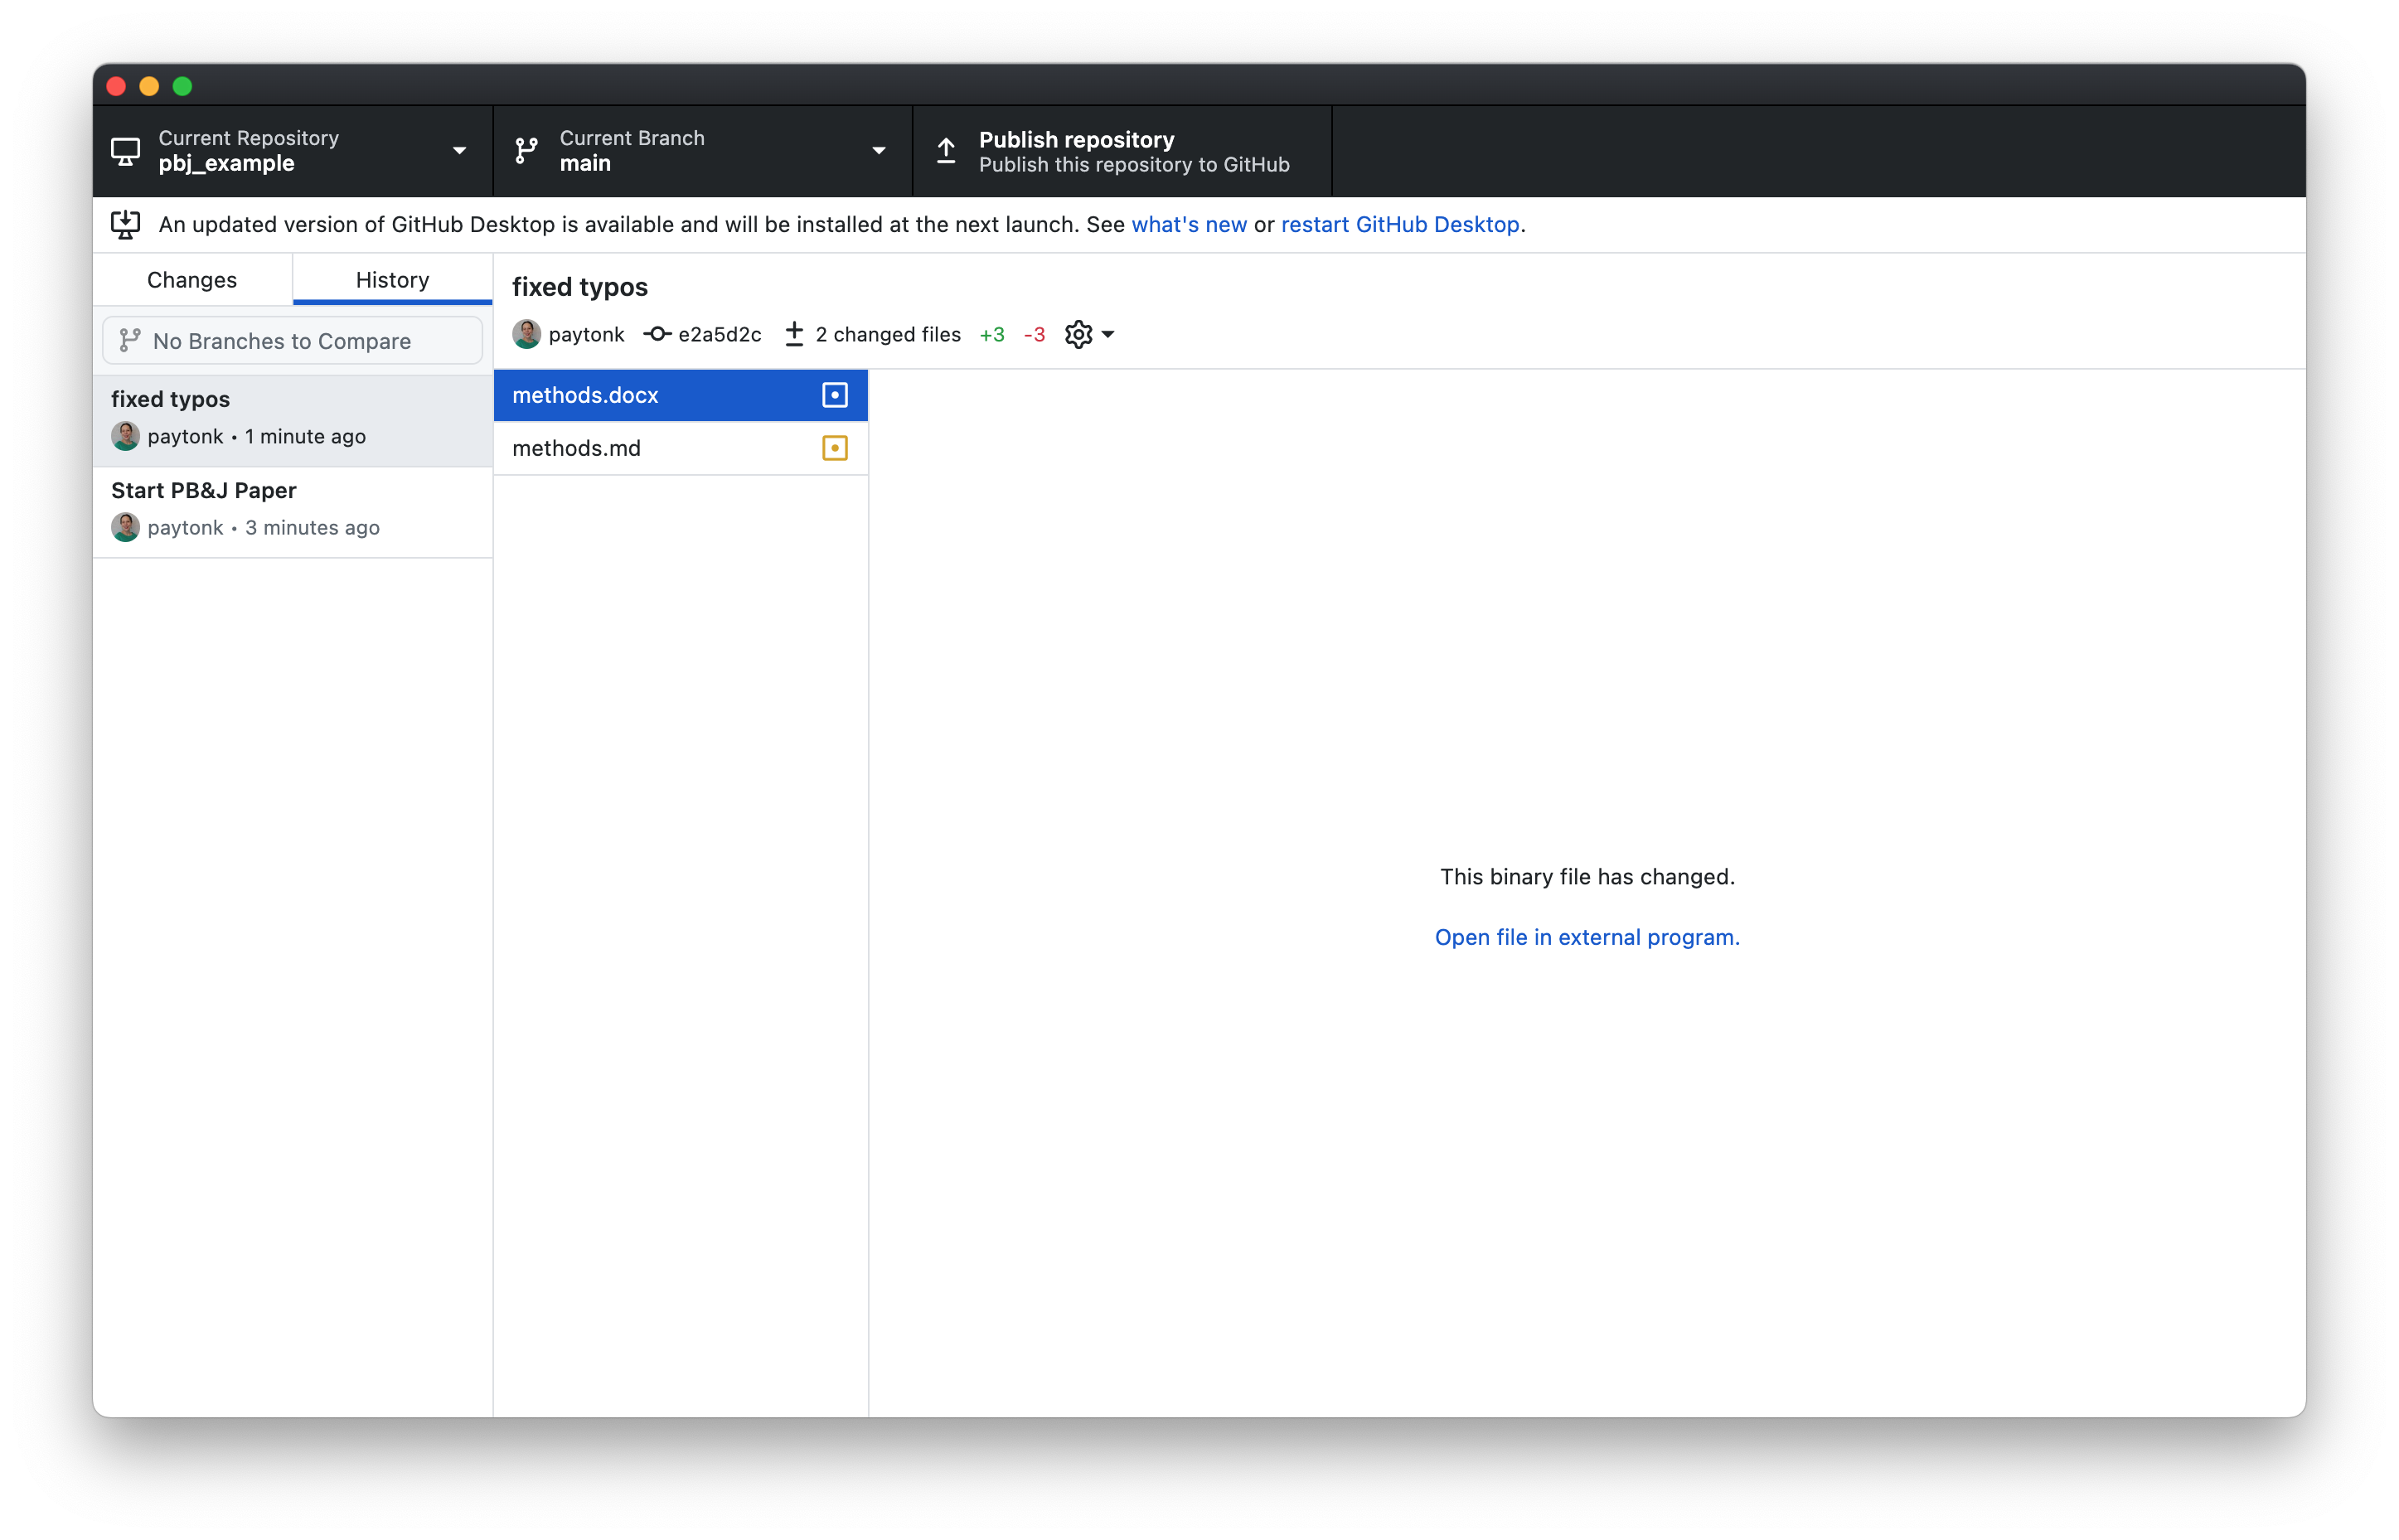 Current Repository
pbj_example
Current Branch
main
Publish repository
Publish this repository to GitHub
An updated version of GitHub Desktop is available and will be installed at the next launch. See what's new or restart GitHub Desktop.
Changes
History
No Branches to Compare
fixed typos
paytonk • 1 minute ago
Start PB&J Paper
paytonk • 3 minutes ago
fixed typos
paytonk e2a5d2c 2 changed files +3 -3
methods.docx
methods.md
This binary file has changed.
Open file in external program.